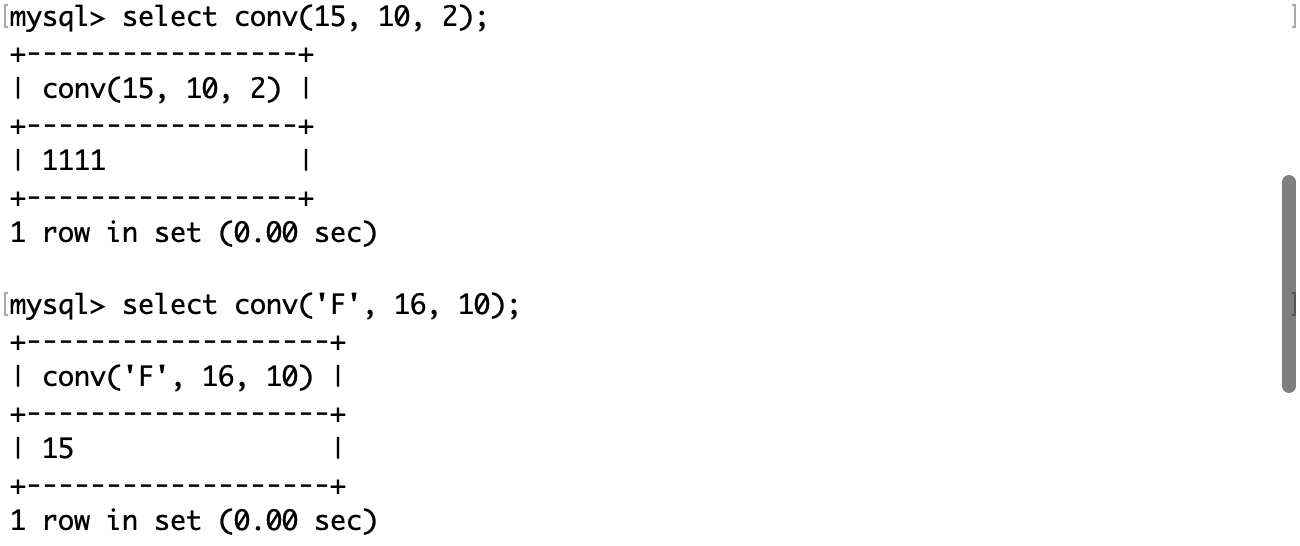 [mysql> select conv(15, 10, 2); ]
+-----------------+
| conv(15, 10, 2) |
+-----------------+
| 1111            |
+-----------------+
1 row in set (0.00 sec)

[mysql> select conv('F', 16, 10); ]
+-------------------+
| conv('F', 16, 10) |
+-------------------+
| 15                |
+-------------------+
1 row in set (0.00 sec)